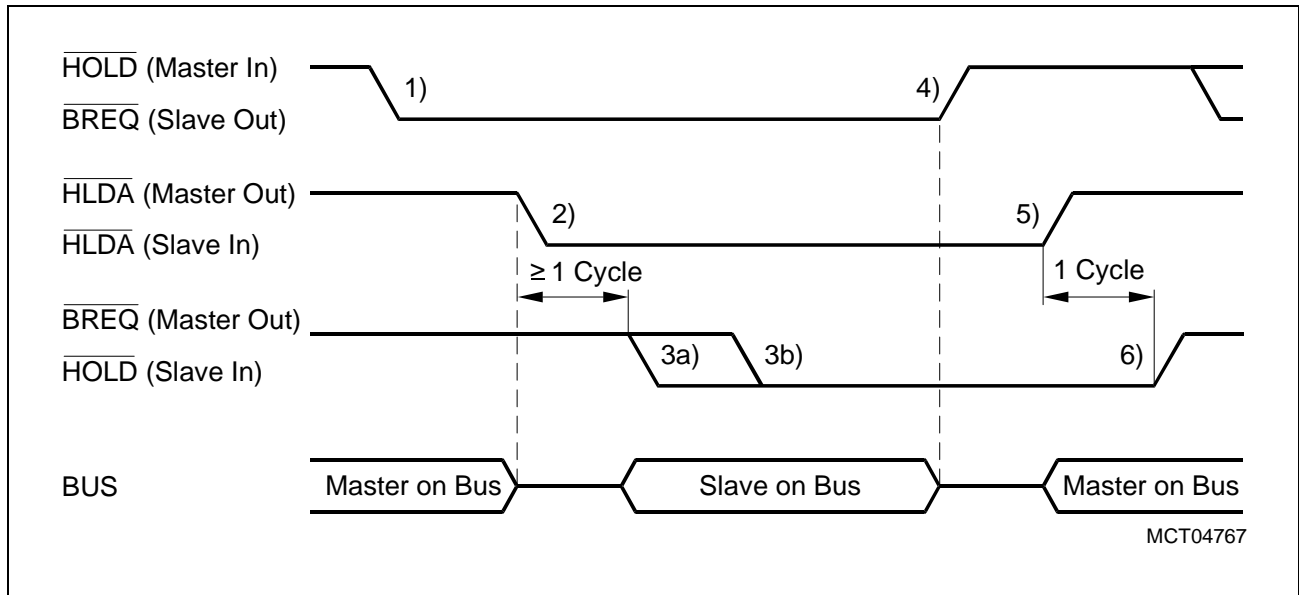 HOLD (Master In)
1)
4)
BREQ (Slave Out)
HLDA (Master Out)
2)
5)
HLDA (Slave In)
≥ 1 Cycle
1 Cycle
BREQ (Master Out)
3a)
3b)
6)
HOLD (Slave In)
BUS
Master on Bus
Slave on Bus
Master on Bus
MCT04767